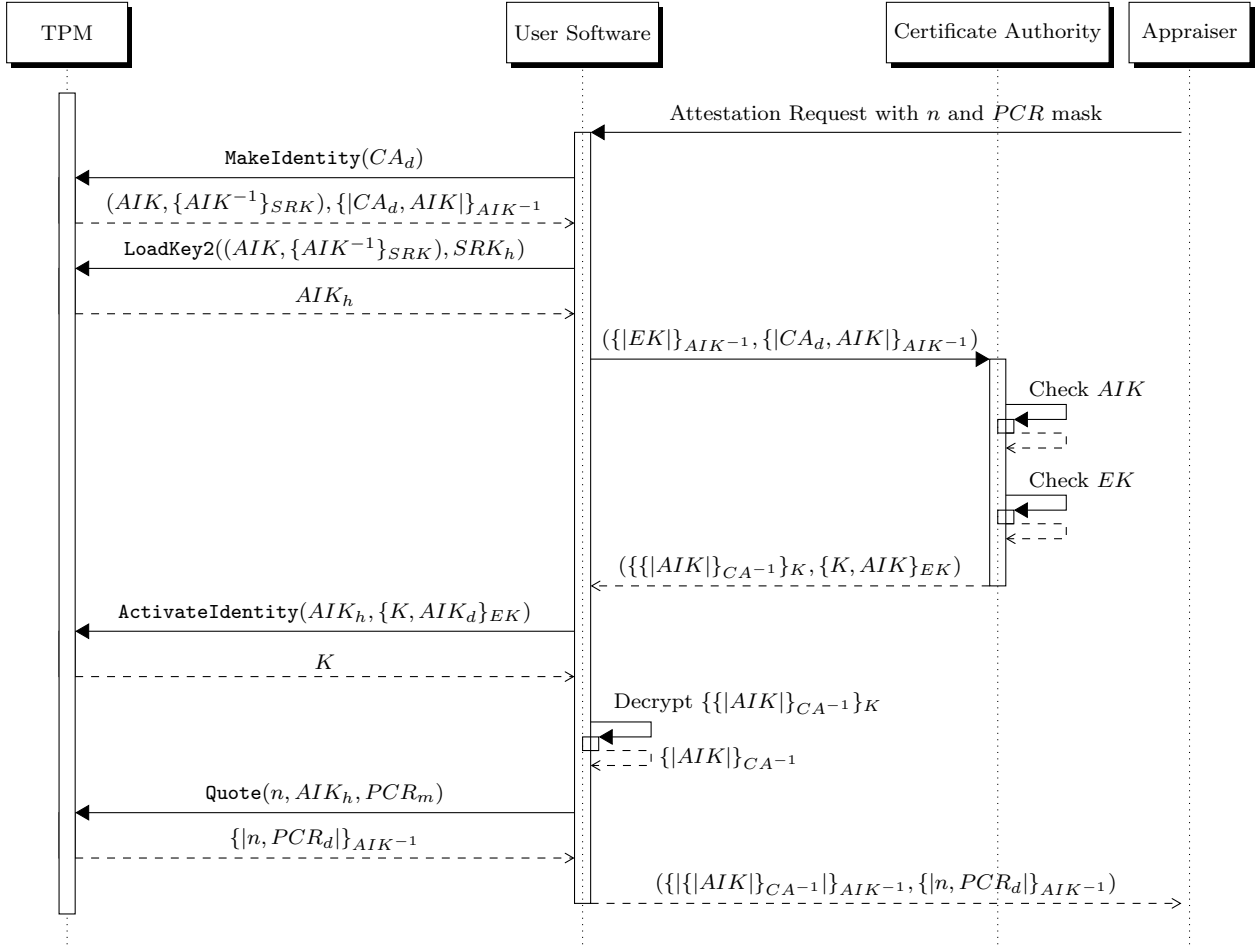 TPM
User Software
Certificate Authority
Appraiser
Attestation Request with n and PCR mask
MakeIdentity(CA_d)
(AIK, {AIK^{-1}}_{SRK}), {|CA_d, AIK|}_{AIK^{-1}}
LoadKey2((AIK, {AIK^{-1}}_{SRK}), SRK_h)
AIK_h
({|EK|}_{AIK^{-1}}, {|CA_d, AIK|}_{AIK^{-1}})
Check AIK
Check EK
({{|AIK|}_{CA^{-1}}}_K, {K, AIK}_{EK})
ActivateIdentity(AIK_h, {K, AIK_d}_{EK})
K
Decrypt {{|AIK|}_{CA^{-1}}}_K
{|AIK|}_{CA^{-1}}
Quote(n, AIK_h, PCR_m)
{|n, PCR_d|}_{AIK^{-1}}
({|{|AIK|}_{CA^{-1}}|}_{AIK^{-1}}, {|n, PCR_d|}_{AIK^{-1}})